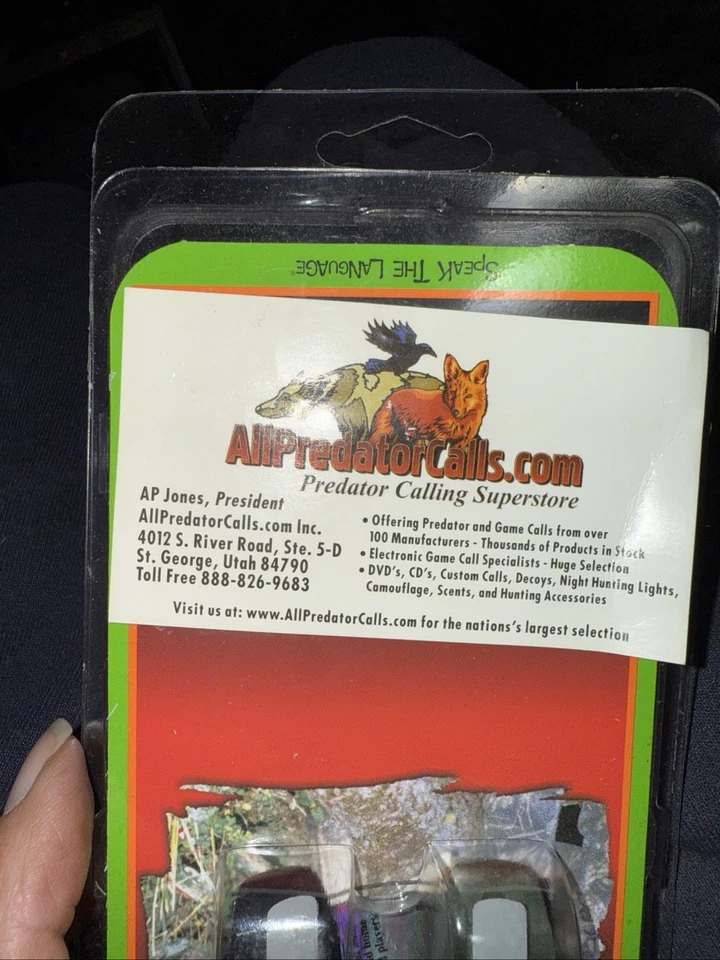 Speak The Language®
AllPredatorCalls.com
Predator Calling Superstore
AP Jones, President
AllPredatorCalls.com Inc.
4012 S. River Road, Ste. 5-D
St. George, Utah 84790
Toll Free 888-826-9683
• Offering Predator and Game Calls from over
100 Manufacturers - Thousands of Products in Stock
• Electronic Game Call Specialists - Huge Selection
• DVD's, CD's, Custom Calls, Decoys, Night Hunting Lights,
Camouflage, Scents, and Hunting Accessories
Visit us at: www.AllPredatorCalls.com for the nations's largest selection
players